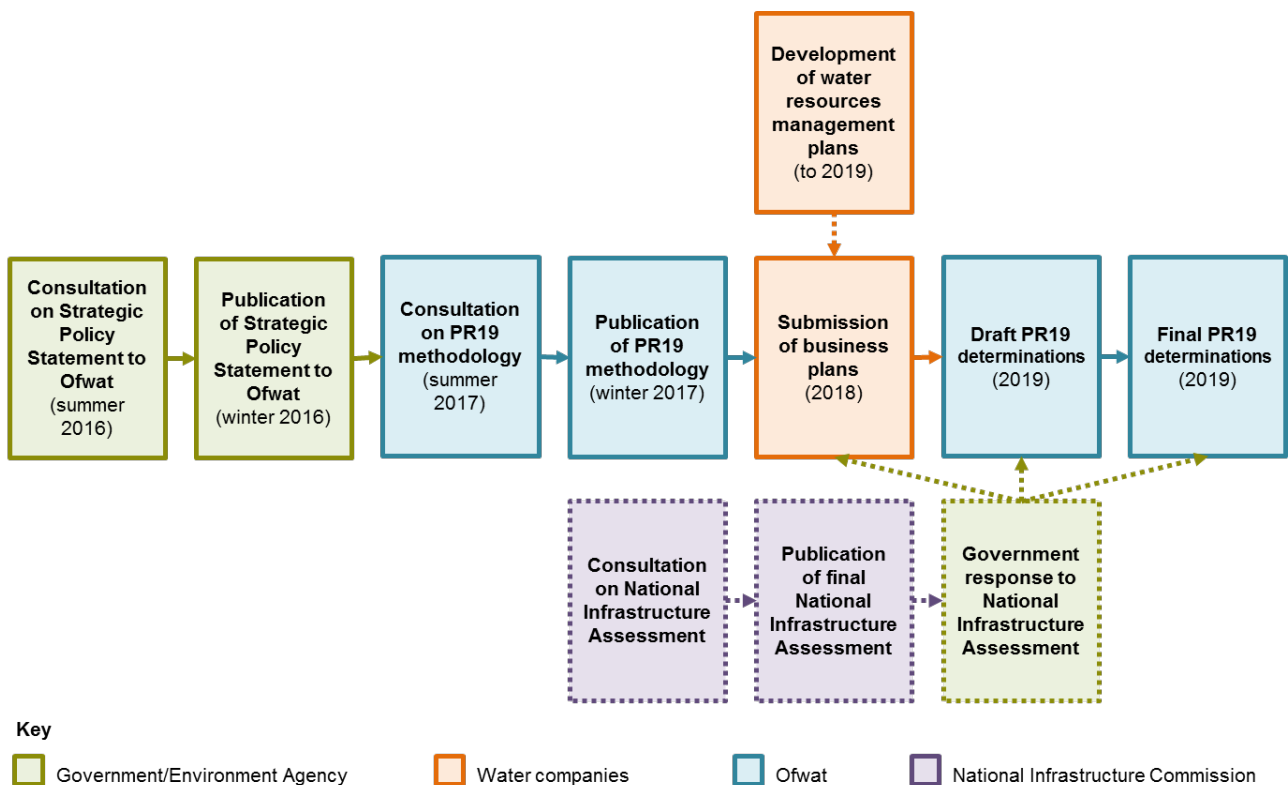 Development
of water
resources
management
plans
(to 2019)
Consultation
on Strategic
Policy
Statement to
Ofwat
(summer
2016)
Publication
of Strategic
Policy
Statement to
Ofwat
(winter 2016)
Consultation
on PR19
methodology
(summer
2017)
Publication
of PR19
methodology
(winter 2017)
Submission
of business
plans
(2018)
Draft PR19
determinations
(2019)
Final PR19
determinations
(2019)
Consultation
on National
Infrastructure
Assessment
Publication
of final
National
Infrastructure
Assessment
Government
response to
National
Infrastructure
Assessment
Key
Government/Environment Agency
Water companies
Ofwat
National Infrastructure Commission